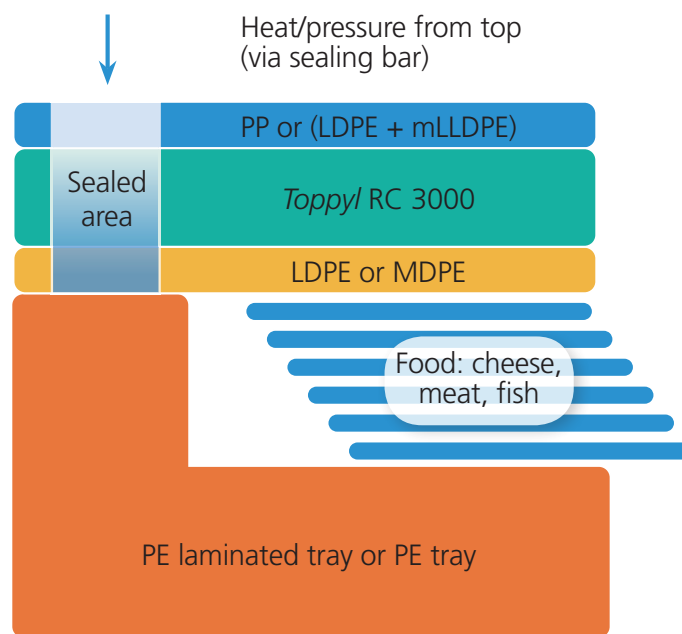 Heat/pressure from top
(via sealing bar)
PP or (LDPE + mLLDPE)
Sealed
area
Toppyl RC 3000
LDPE or MDPE
Food: cheese,
meat, fish
PE laminated tray or PE tray